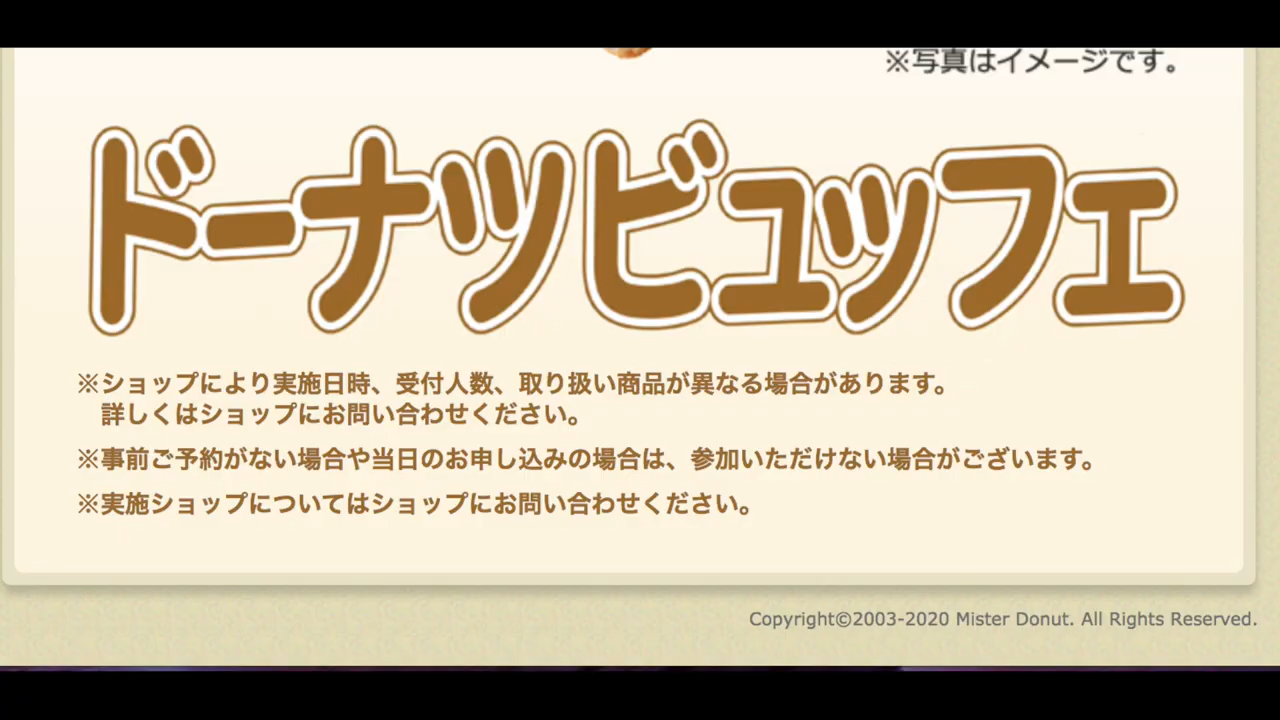 ※写真はイメージです。
ドーナツビュッフェ
※ショップにより実施日時、受付人数、取り扱い商品が異なる場合があります。
詳しくはショップにお問い合わせください。
※事前ご予約がない場合や当日のお申し込みの場合は、参加いただけない場合がございます。
※実施ショップについてはショップにお問い合わせください。
Copyright©2003-2020 Mister Donut. All Rights Reserved.